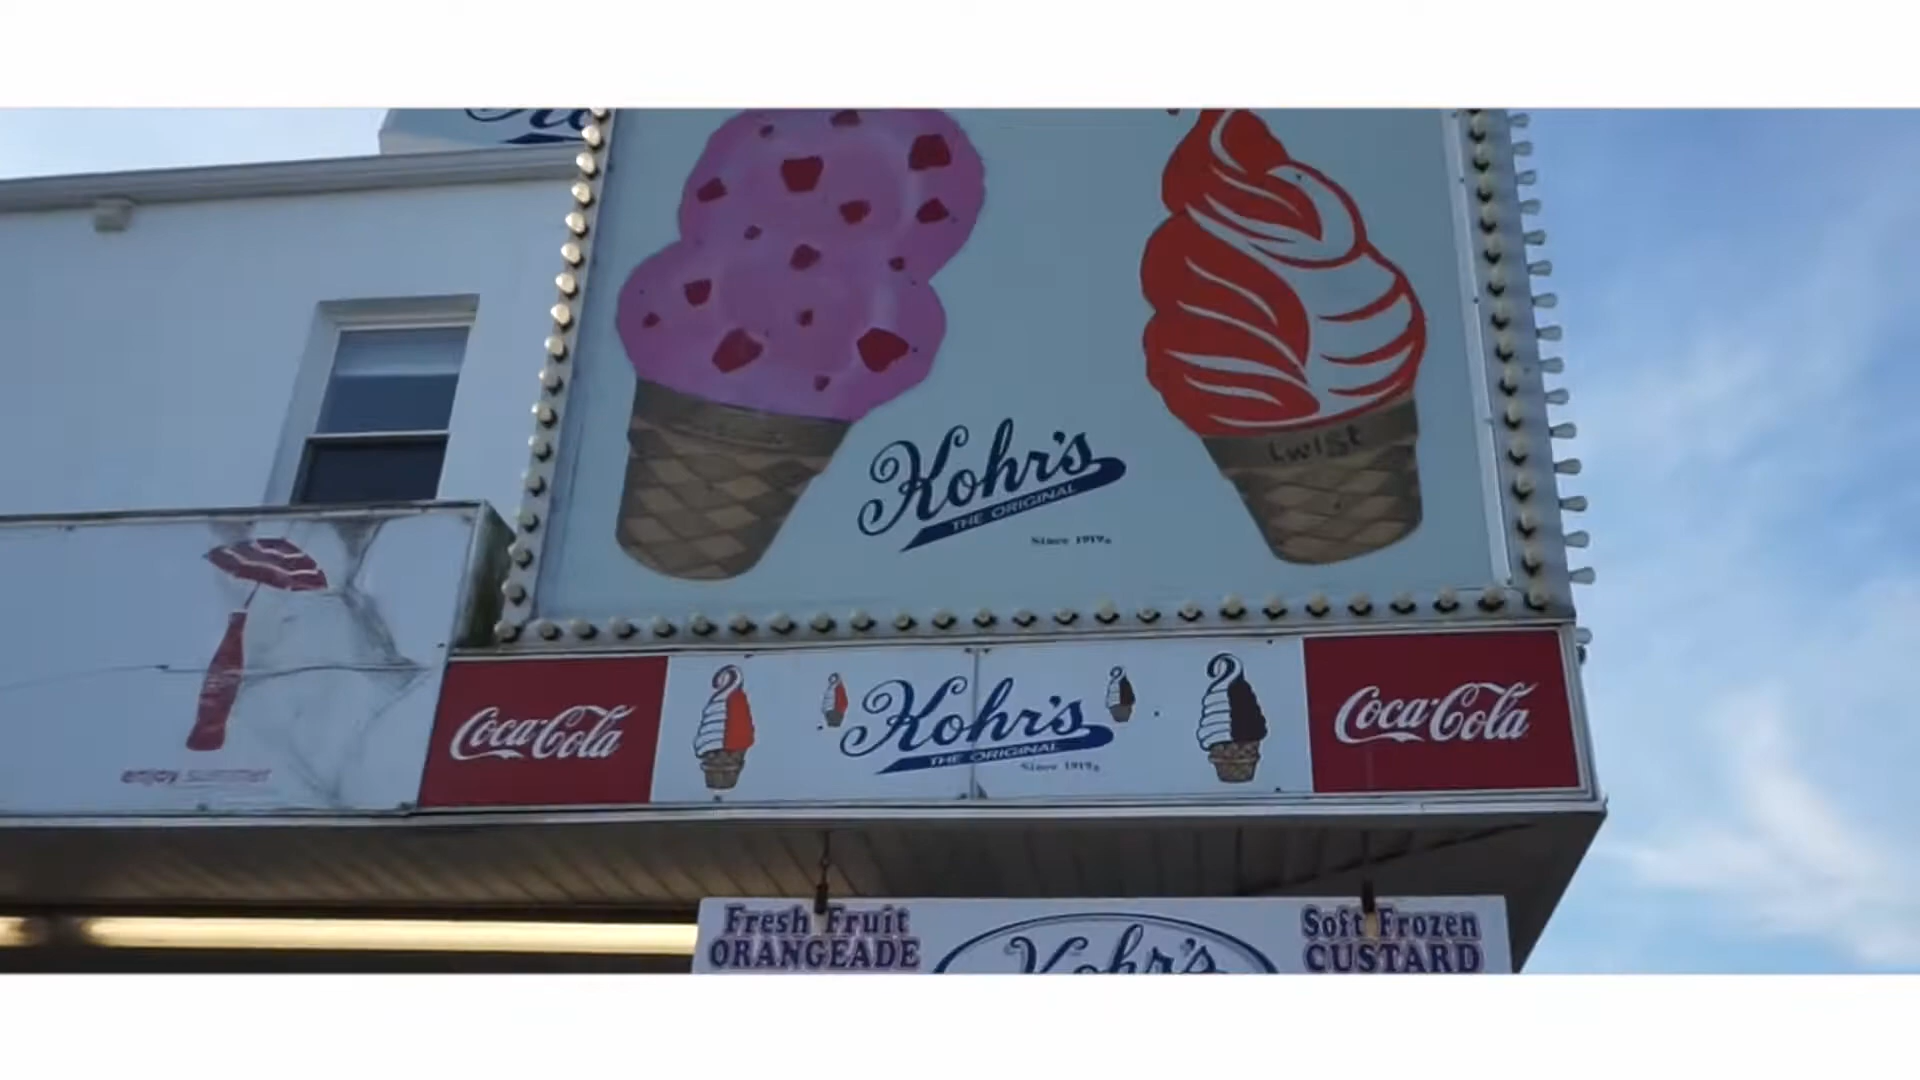 twist
Kohr's
THE ORIGINAL
Since 1919
enjoy summer
Coca-Cola
Kohr's
THE ORIGINAL
Since 1919
Coca-Cola
Fresh Fruit
ORANGEADE
Kohr's
Soft Frozen
CUSTARD